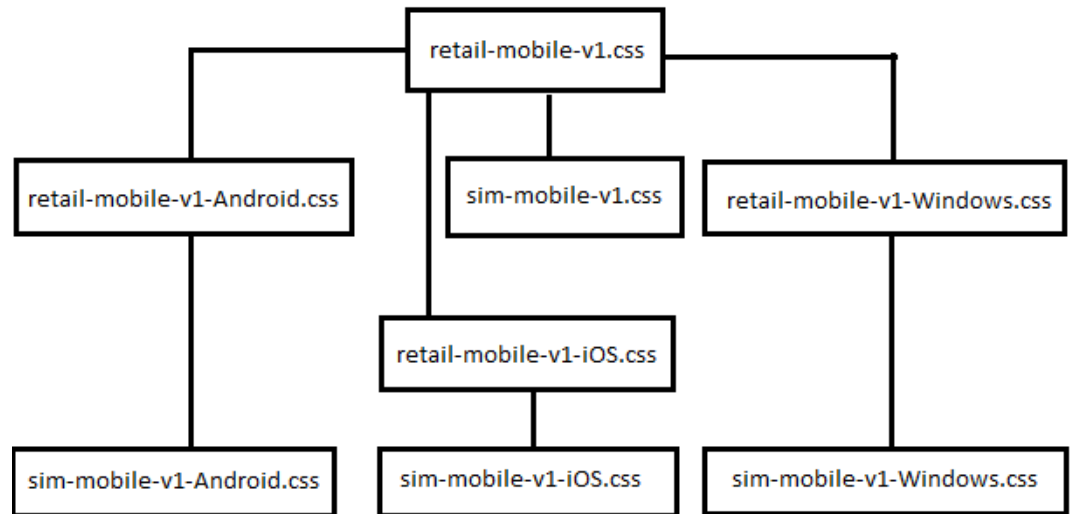 retail-mobile-v1.css
retail-mobile-v1-Android.css
sim-mobile-v1.css
retail-mobile-v1-Windows.css
retail-mobile-v1-iOS.css
sim-mobile-v1-Android.css
sim-mobile-v1-iOS.css
sim-mobile-v1-Windows.css